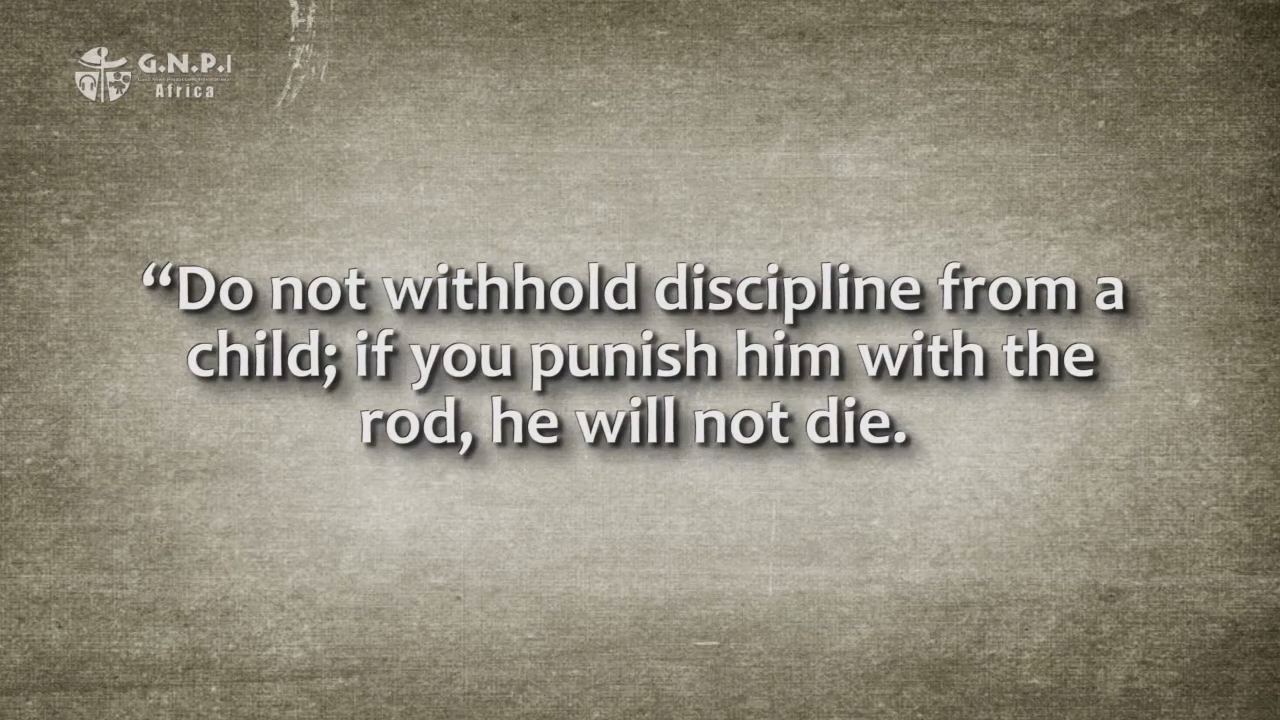 G.N.P.I
Africa
“Do not withhold discipline from a
child; if you punish him with the
rod, he will not die.